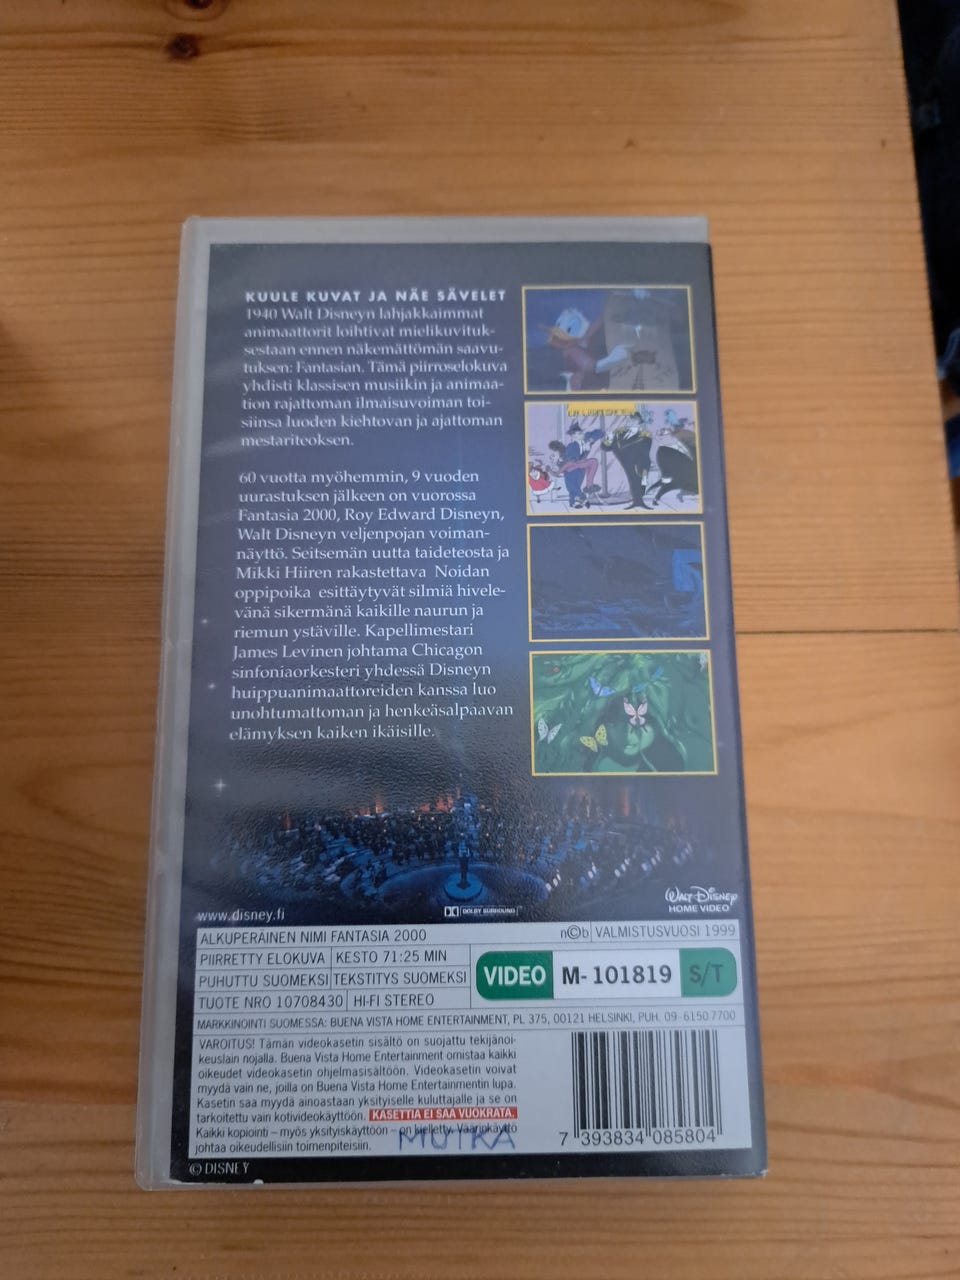 KUULE KUVAT JA NÄE SÄVELET
1940 Walt Disneyn lahjakkaimmat
animaattorit loihtivat mielikuvituk-
sestaan ennen näkemättömän saavu-
tuksen: Fantasian. Tämä piirroselokuva
yhdisti klassisen musiikin ja animaa-
tion rajattoman ilmaisuvoiman toi-
siinsa luoden kiehtovan ja ajattoman
mestariteoksen.
60 vuotta myöhemmin, 9 vuoden
uurastuksen jälkeen on vuorossa
Fantasia 2000, Roy Edward Disneyn,
Walt Disneyn veljenpojan voiman-
näyttö. Seitsemän uutta taideteosta ja
Mikki Hiiren rakastettava Noidan
oppipoika esittäytyvät silmiä hivele-
vänä sikermänä kaikille naurun ja
riemun ystäville. Kapellimestari
James Levinen johtama Chicagon
sinfoniaorkesteri yhdessä Disneyn
huippuanimaattoreiden kanssa luo
unohtumattoman ja henkeäsalpaavan
elämyksen kaiken ikäisille.
www.disney.fi
DOLBY SURROUND
WALT DISNEY
HOME VIDEO
ALKUPERÄINEN NIMI FANTASIA 2000
n©b VALMISTUSVUOSI 1999
PIIRRETTY ELOKUVA KESTO 71:25 MIN
PUHUTTU SUOMEKSI TEKSTITYS SUOMEKSI
TUOTE NRO 10708430 HI-FI STEREO
VIDEO M-101819 S/T
MARKKINOINTI SUOMESSA: BUENA VISTA HOME ENTERTAINMENT, PL 375, 00121 HELSINKI, PUH. 09-6150 7700
VAROITUS! Tämän videokasetin sisältö on suojattu tekijänoi-
keuslain nojalla. Buena Vista Home Entertainment omistaa kaikki
oikeudet videokasetin ohjelmasisältöön. Videokasetin voivat
myydä vain ne, joilla on Buena Vista Home Entertainmentin lupa.
Kasetin saa myydä ainoastaan yksityiselle kuluttajalle ja se on
tarkoitettu vain kotivideokäyttöön. KASETTIA EI SAA VUOKRATA.
Kaikki kopiointi – myös yksityiskäyttöön – on kielletty. Väärinkäyttö
johtaa oikeudellisiin toimenpiteisiin.
MUTKA
7 393834 085804
© DISNEY